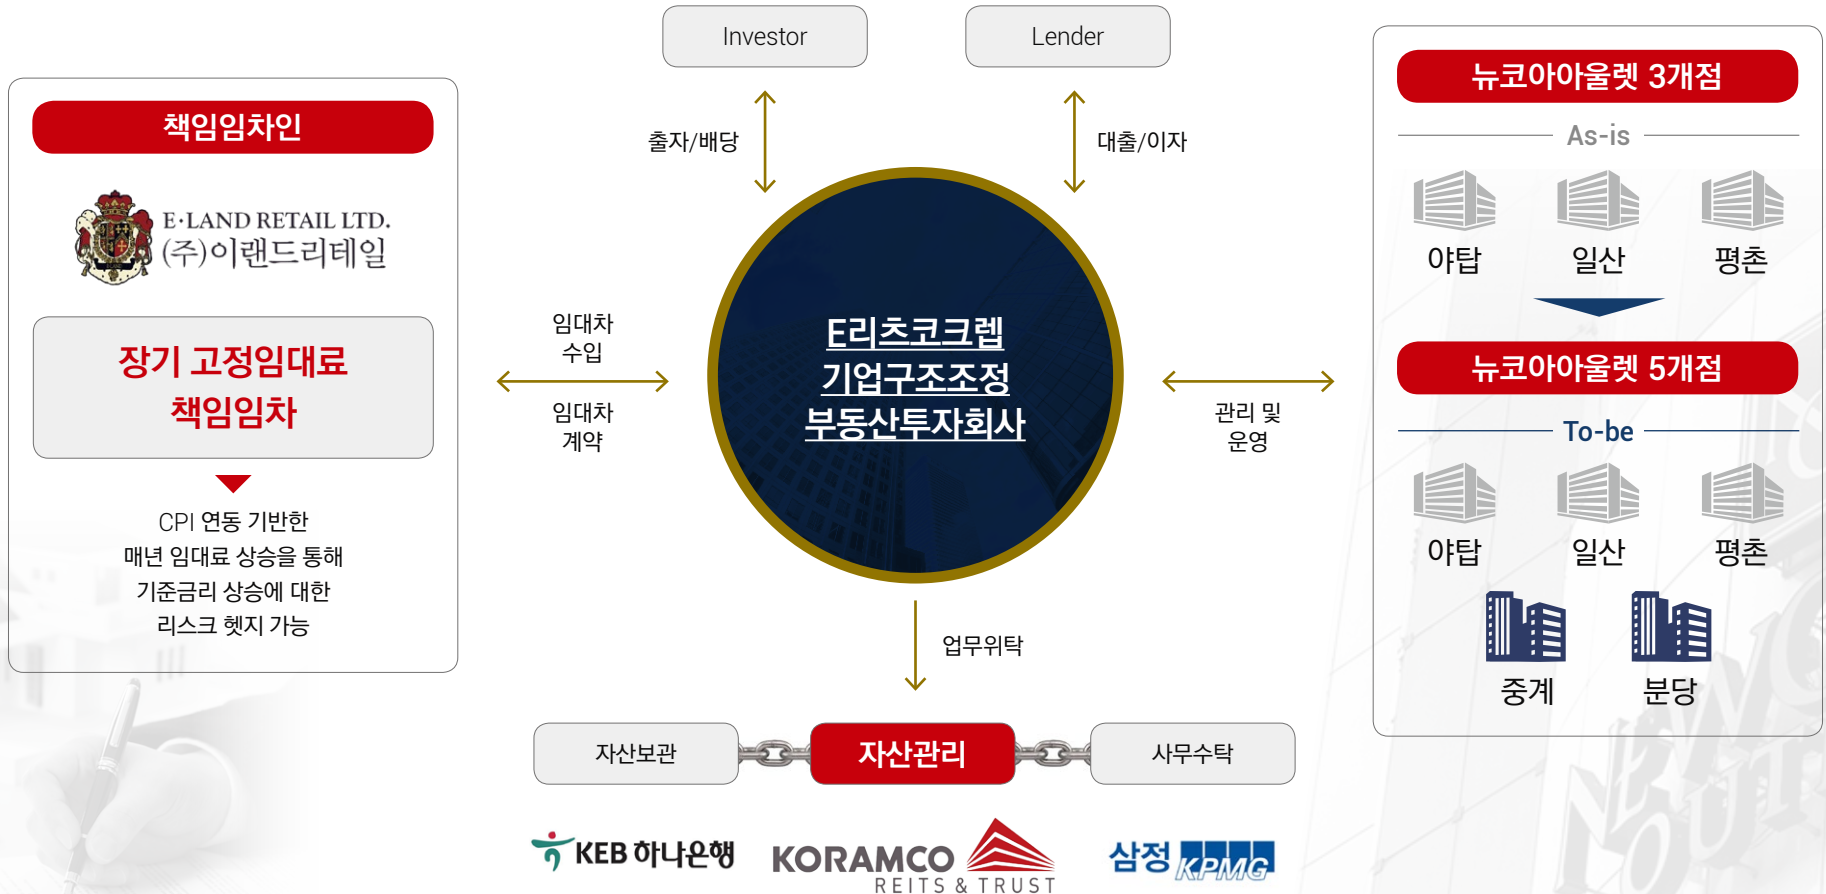 Investor
Lender
출자/배당
대출/이자
책임임차인
E·LAND RETAIL LTD.
(주)이랜드리테일
장기 고정임대료
책임임차
CPI 연동 기반한
매년 임대료 상승을 통해
기준금리 상승에 대한
리스크 헷지 가능
임대차
수입
임대차
계약
E리츠코크렙
기업구조조정
부동산투자회사
관리 및
운영
뉴코아아울렛 3개점
As-is
야탑
일산
평촌
뉴코아아울렛 5개점
To-be
야탑
일산
평촌
중계
분당
업무위탁
자산보관
자산관리
사무수탁
KEB 하나은행
KORAMCO
REITS & TRUST
삼정 KPMG